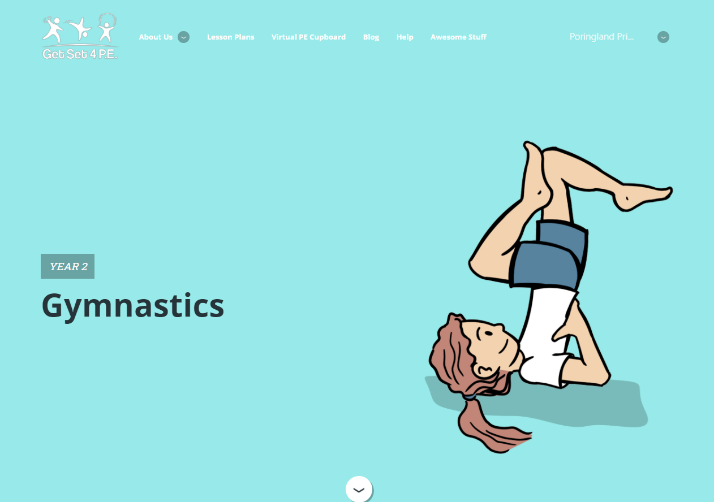 Get Set 4 P.E.
About Us
Lesson Plans
Virtual PE Cupboard
Blog
Help
Awesome Stuff
Poringland Pri...
YEAR 2
Gymnastics